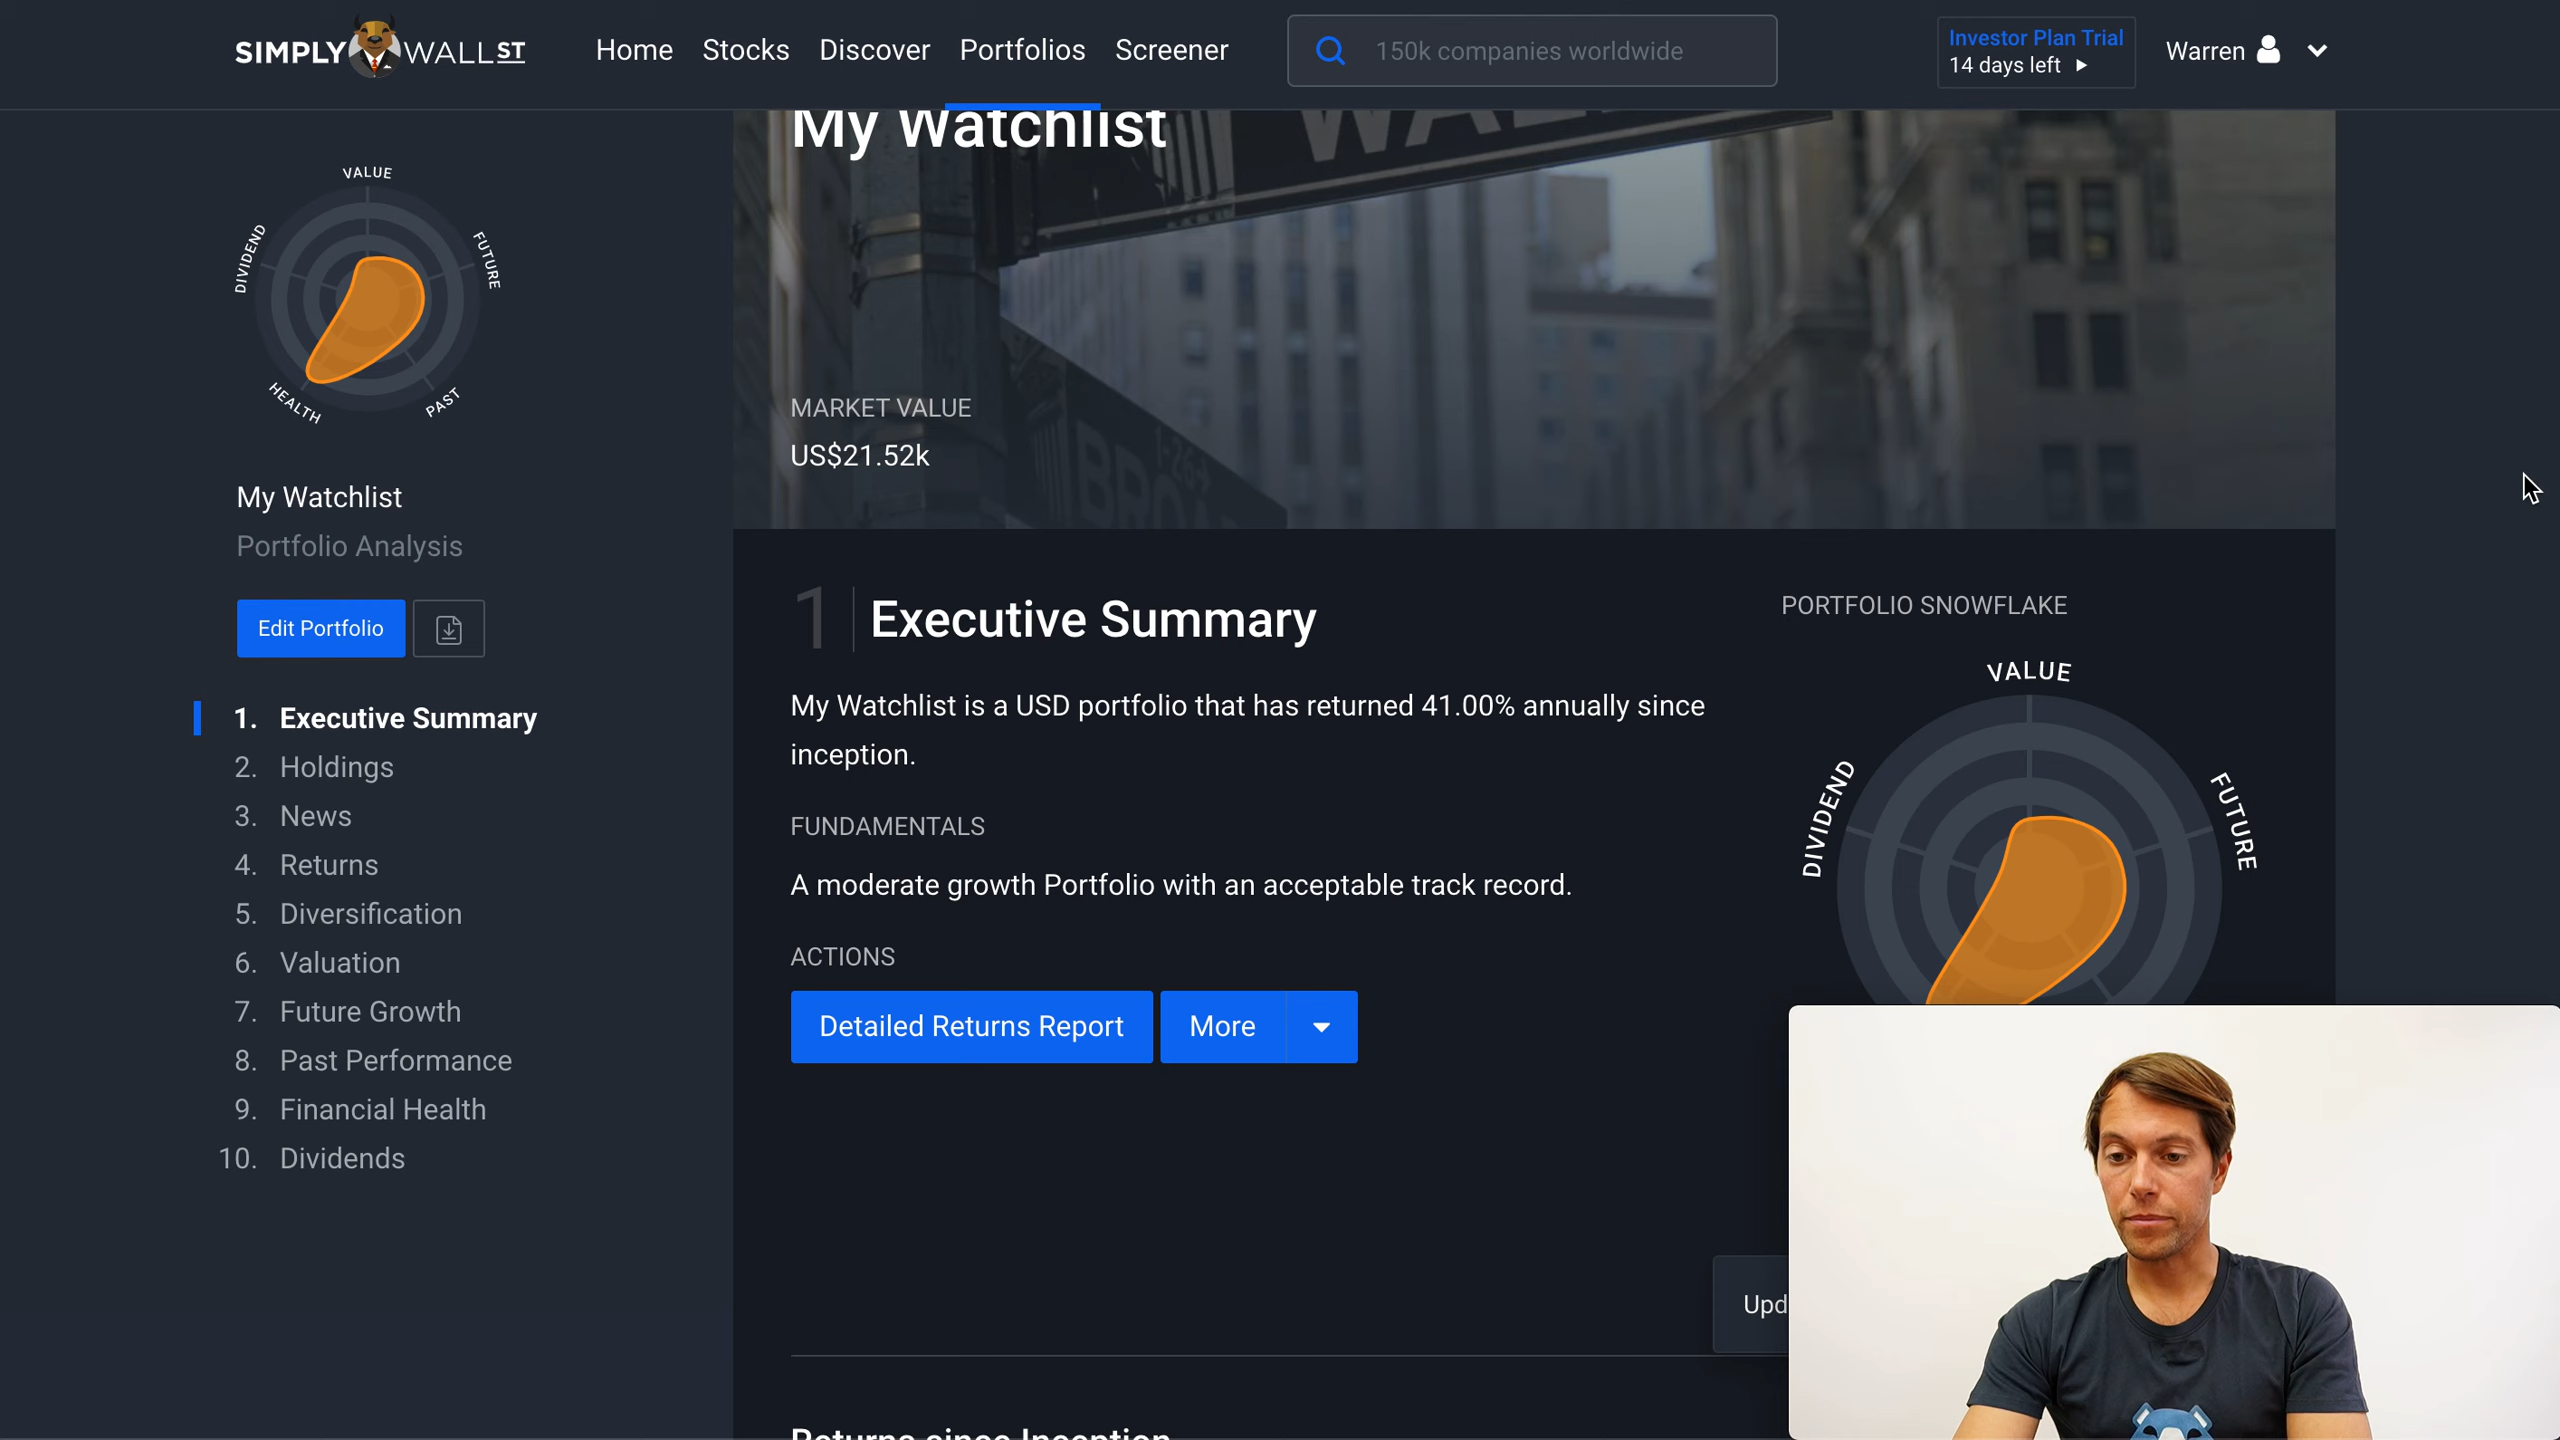 SIMPLY WALLST
Home
Stocks
Discover
Portfolios
Screener
150k companies worldwide
Investor Plan Trial
14 days left
Warren
VALUE
FUTURE
PAST
HEALTH
DIVIDEND
My Watchlist
Portfolio Analysis
Edit Portfolio
1. Executive Summary
2. Holdings
3. News
4. Returns
5. Diversification
6. Valuation
7. Future Growth
8. Past Performance
9. Financial Health
10. Dividends
My Watchlist
MARKET VALUE
US$21.52k
1 Executive Summary
My Watchlist is a USD portfolio that has returned 41.00% annually since
inception.
FUNDAMENTALS
A moderate growth Portfolio with an acceptable track record.
ACTIONS
Detailed Returns Report
More
PORTFOLIO SNOWFLAKE
VALUE
FUTURE
DIVIDEND
Returns since Inception